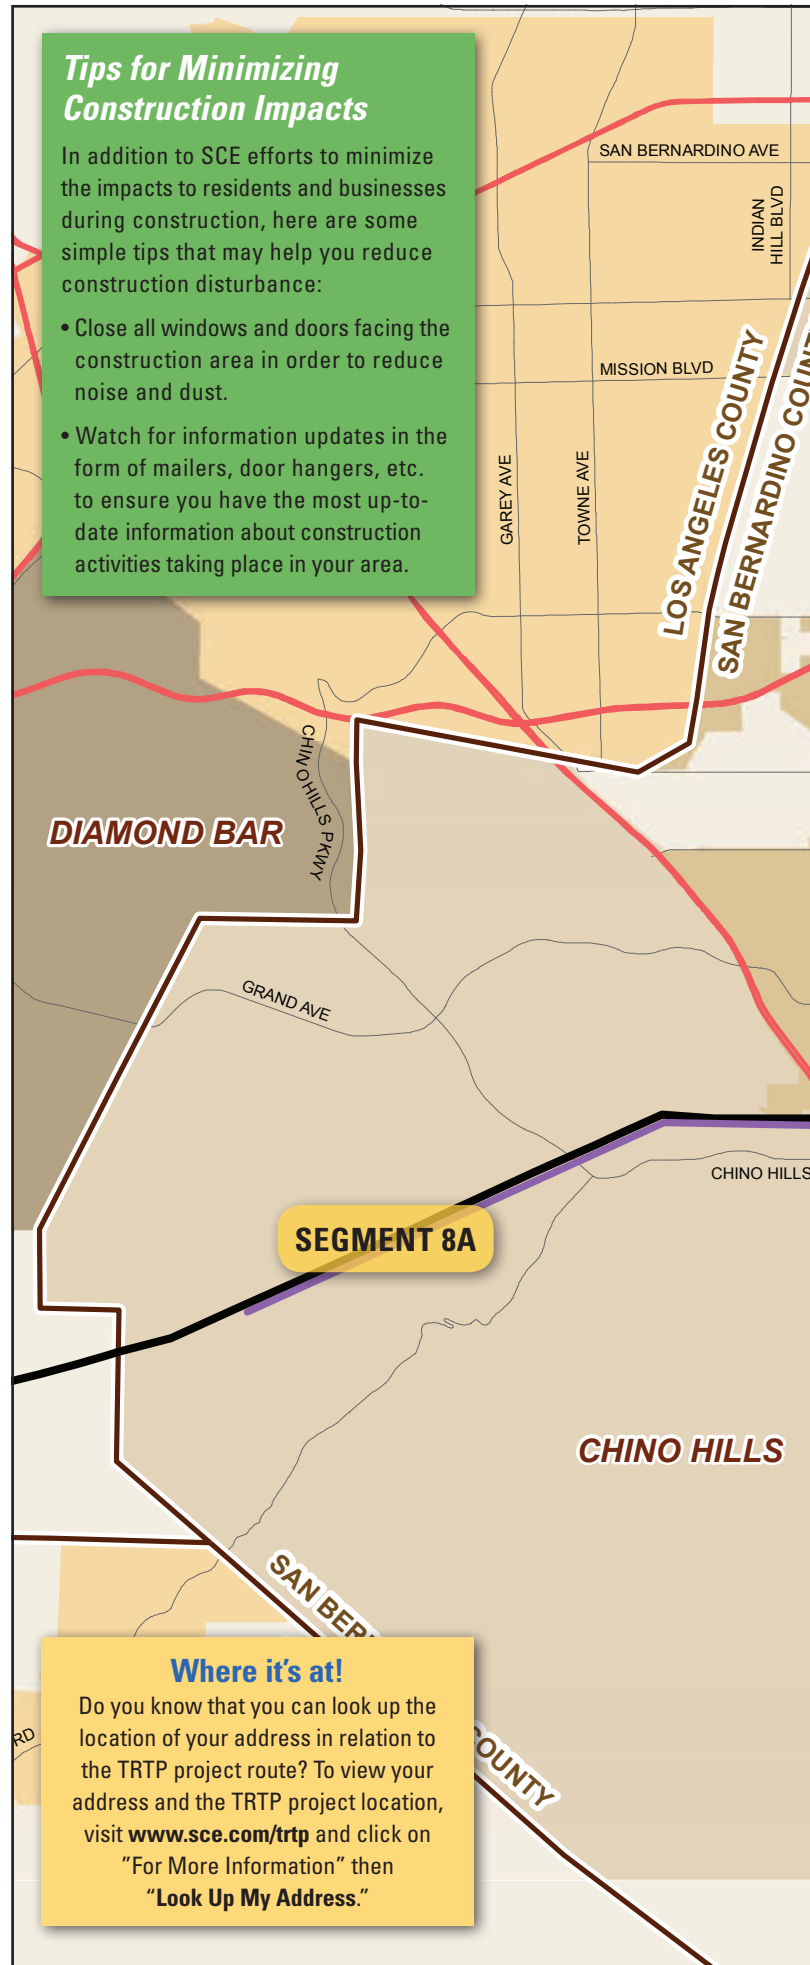 Tips for Minimizing
Construction Impacts
In addition to SCE efforts to minimize
the impacts to residents and businesses
during construction, here are some
simple tips that may help you reduce
construction disturbance:
• Close all windows and doors facing the
construction area in order to reduce
noise and dust.
• Watch for information updates in the
form of mailers, door hangers, etc.
to ensure you have the most up-to-
date information about construction
activities taking place in your area.
SAN BERNARDINO AVE
INDIAN
HILL BLVD
MISSION BLVD
GAREY AVE
TOWNE AVE
LOS ANGELES COUNTY
SAN BERNARDINO COUNT
CHINO HILLS PKWY
DIAMOND BAR
GRAND AVE
CHINO HILLS
SEGMENT 8A
CHINO HILLS
SAN BER
COUNTY
RD
Where it's at!
Do you know that you can look up the
location of your address in relation to
the TRTP project route? To view your
address and the TRTP project location,
visit www.sce.com/trtp and click on
”For More Information” then
“Look Up My Address.”